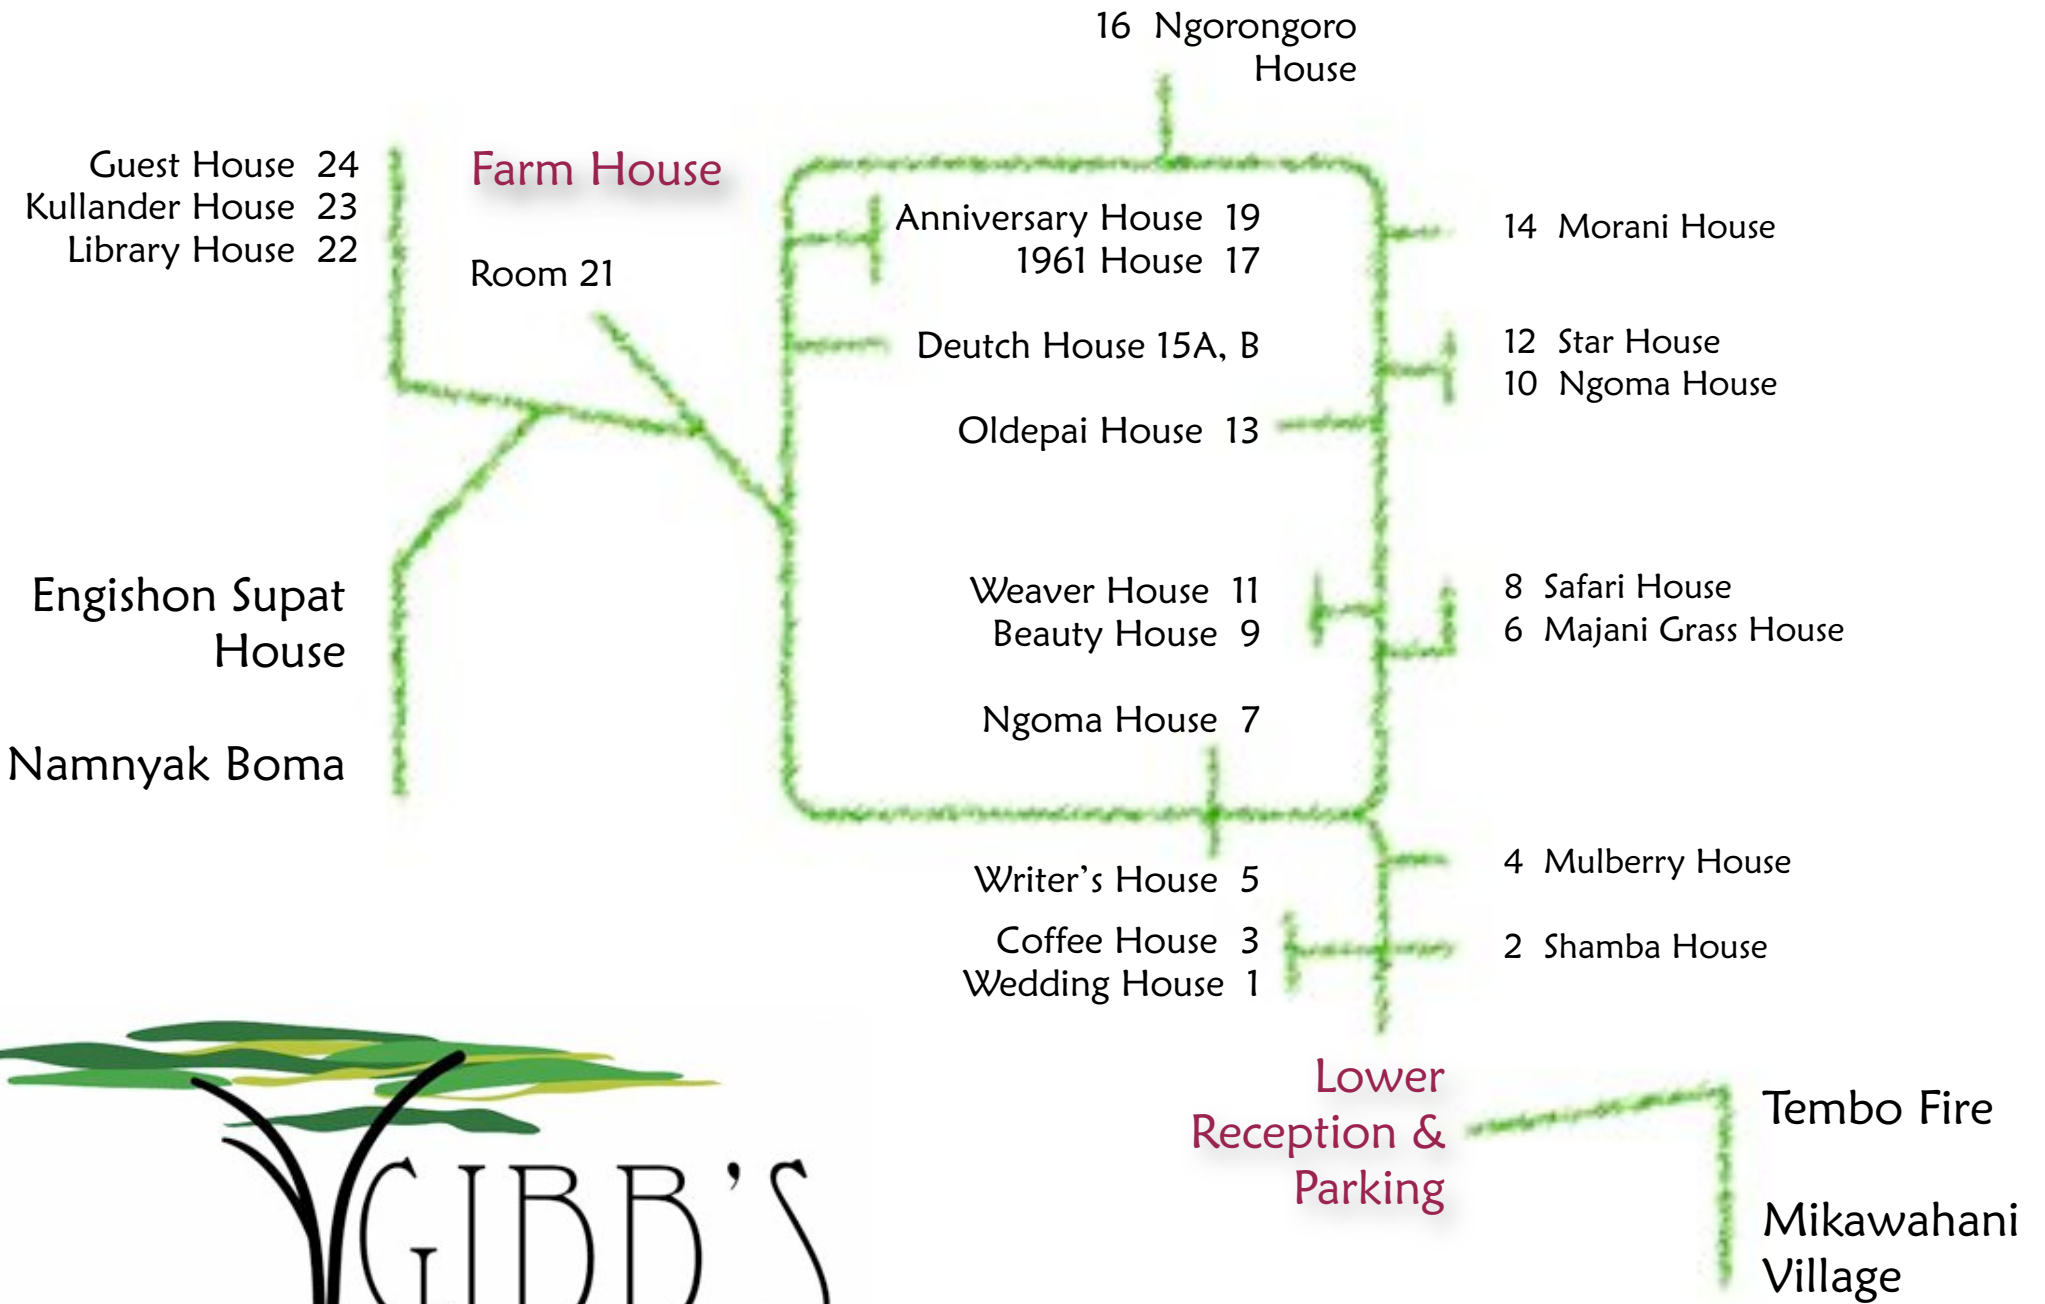 16 Ngorongoro
House
Guest House 24
Kullander House 23
Library House 22
Farm House
Room 21
Anniversary House 19
1961 House 17
Deutch House 15A, B
Oldepai House 13
14 Morani House
12 Star House
10 Ngoma House
Weaver House 11
Beauty House 9
8 Safari House
6 Majani Grass House
Engishon Supat
House
Ngoma House 7
Namnyak Boma
Writer's House 5
Coffee House 3
Wedding House 1
4 Mulberry House
2 Shamba House
Lower
Reception &
Parking
Tembo Fire
Mikawahani
Village
GIBB'S